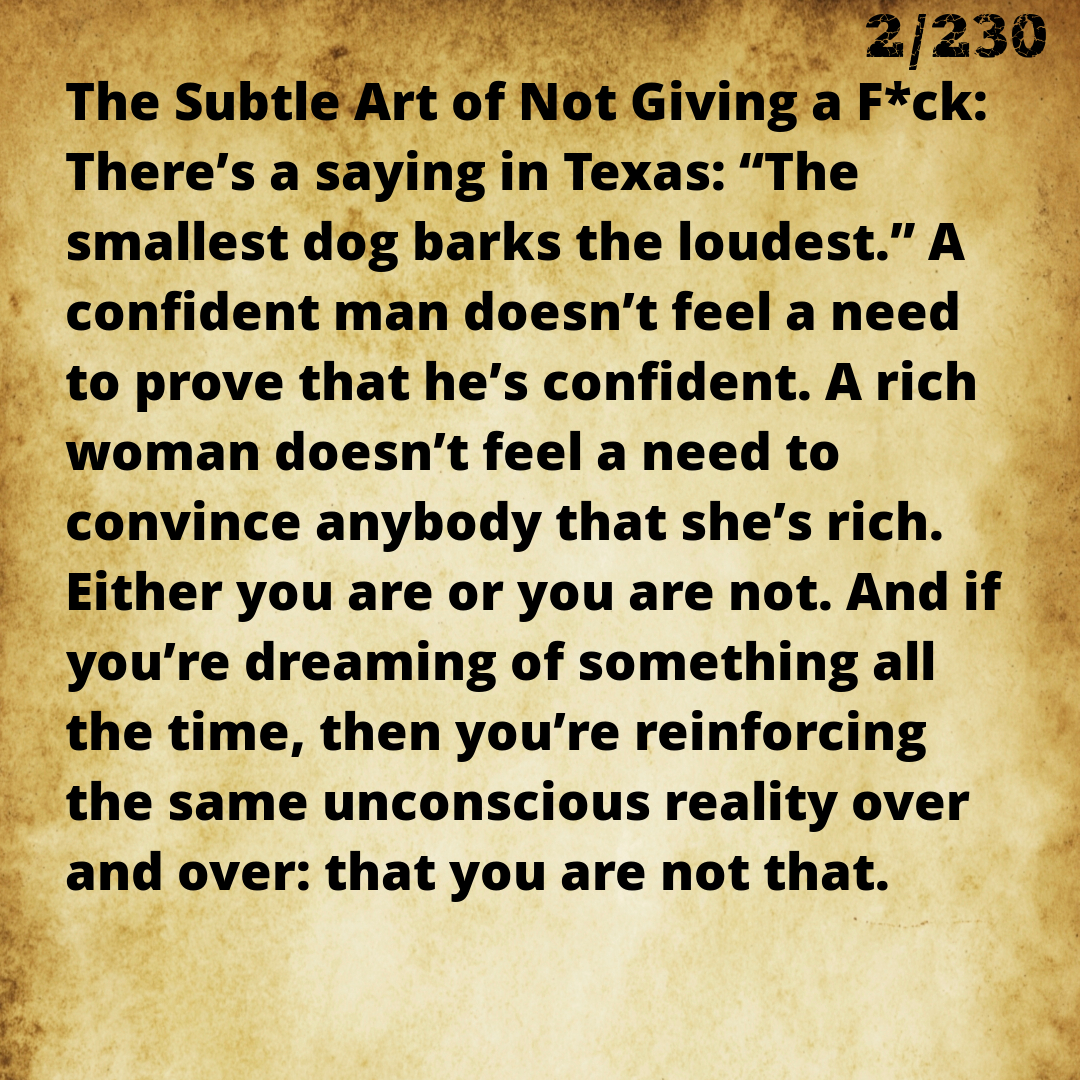 2/230
The Subtle Art of Not Giving a F*ck:
There’s a saying in Texas: “The
smallest dog barks the loudest.” A
confident man doesn’t feel a need
to prove that he’s confident. A rich
woman doesn’t feel a need to
convince anybody that she’s rich.
Either you are or you are not. And if
you’re dreaming of something all
the time, then you’re reinforcing
the same unconscious reality over
and over: that you are not that.